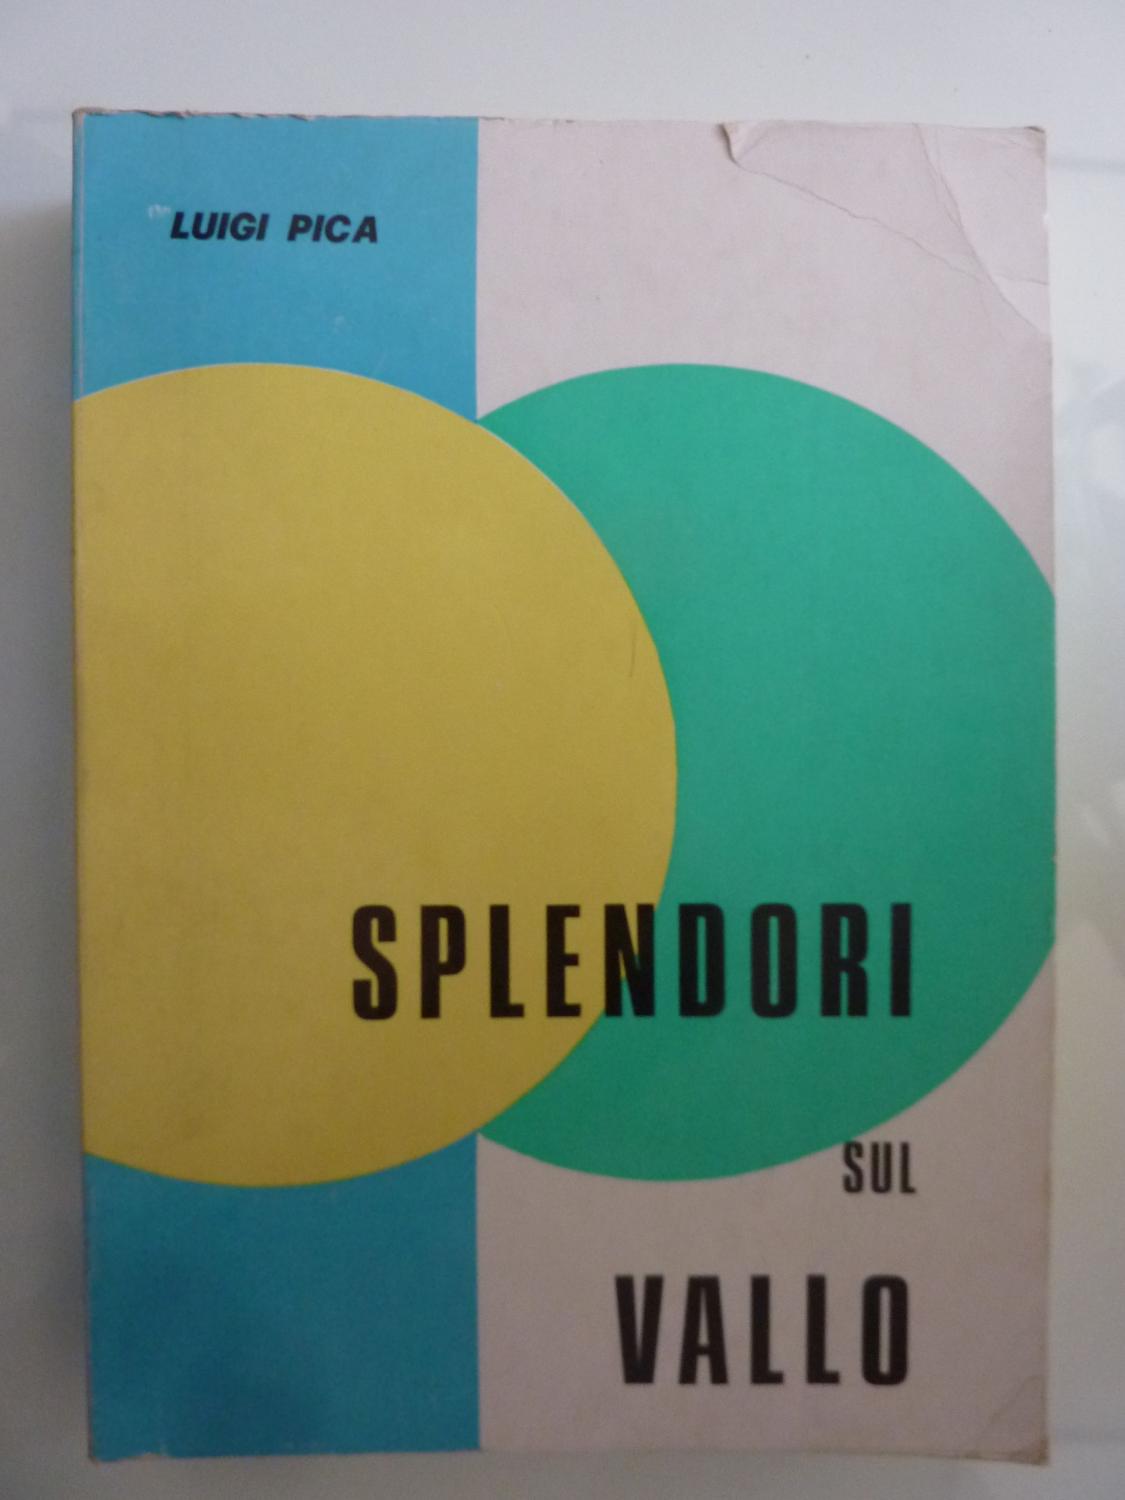 LUIGI PICA
SPLENDORI
SUL
VALLO